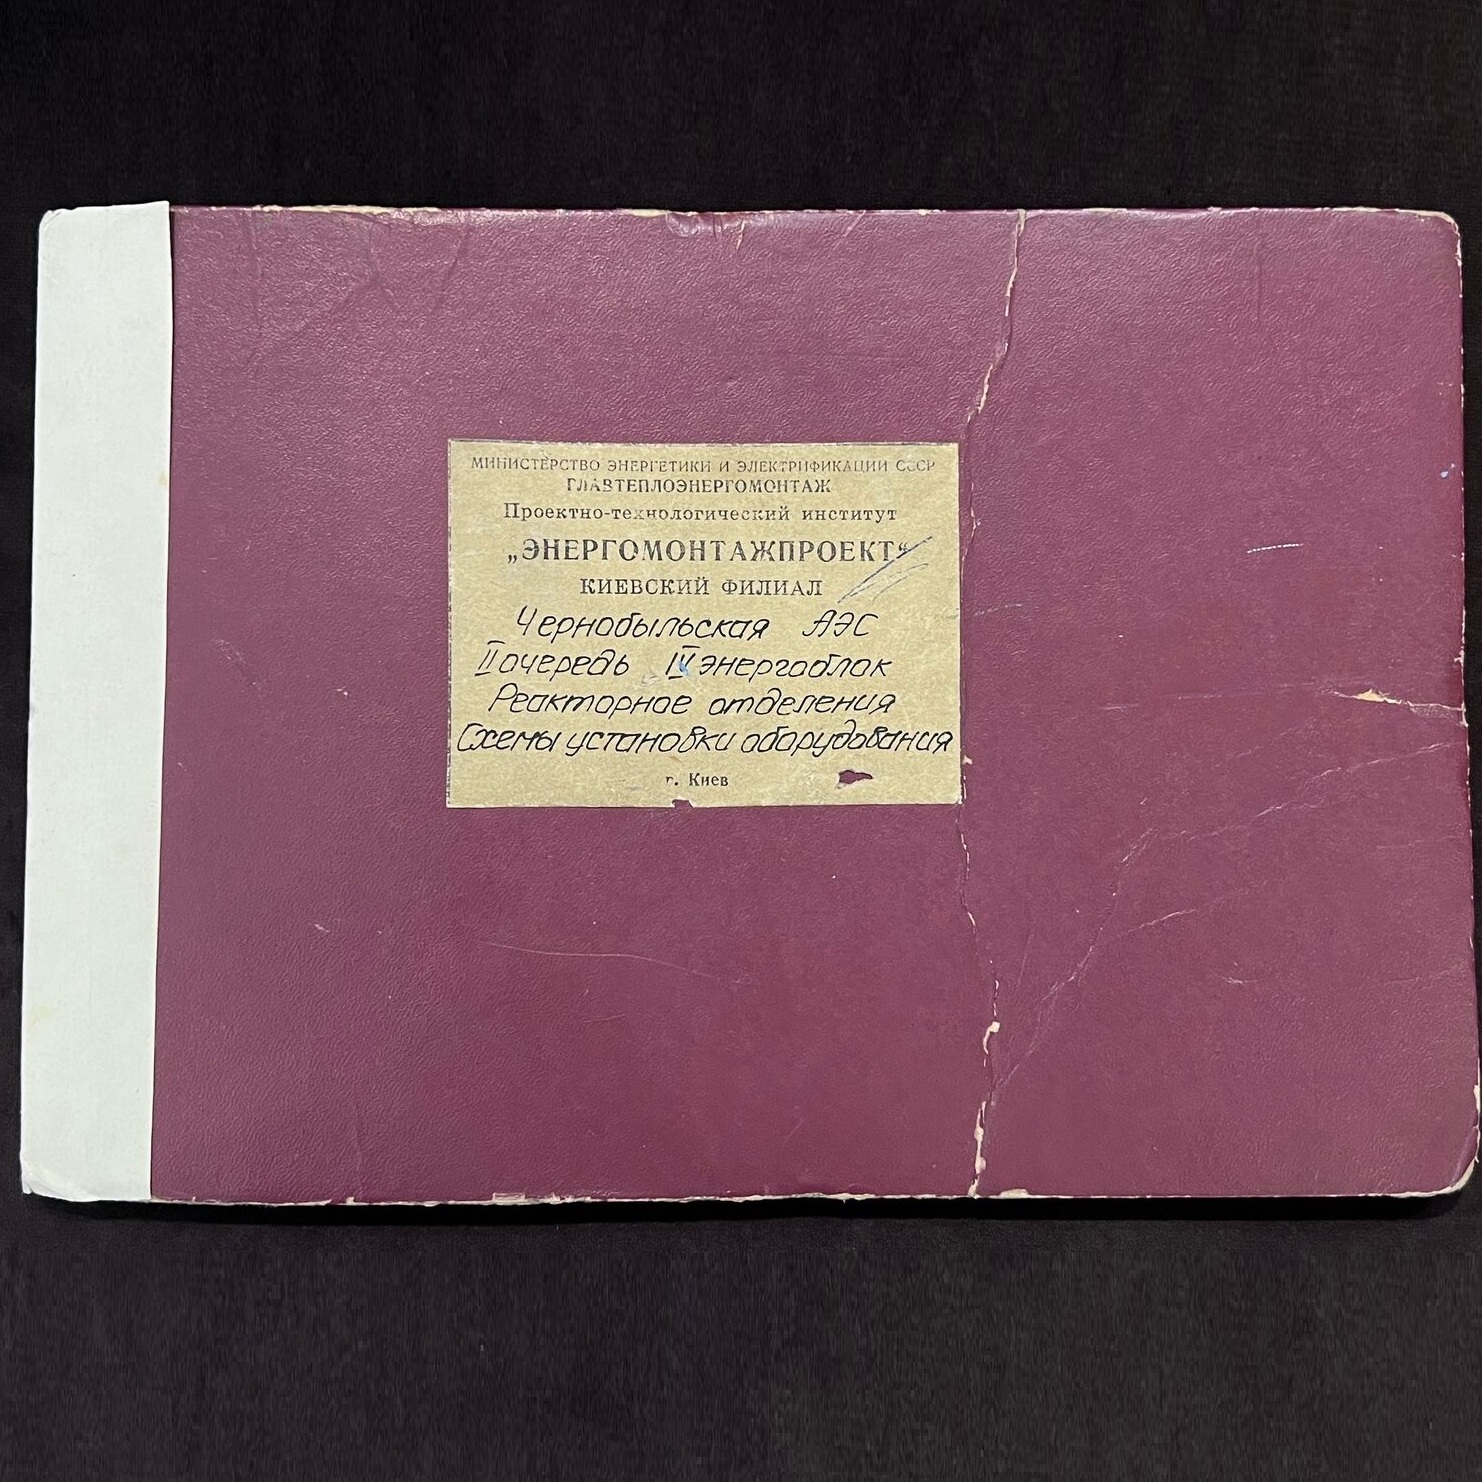 МИНИСТЕРСТВО ЭНЕРГЕТИКИ И ЭЛЕКТРИФИКАЦИИ СССР
ГЛАВТЕПЛОЭНЕРГОМОНТАЖ
Проектно-технологический институт
„ЭНЕРГОМОНТАЖПРОЕКТ“
КИЕВСКИЙ ФИЛИАЛ
Чернобыльская АЭС
II очередь IV энергоблок
Реакторное отделения
Схемы установки оборудования
г. Киев